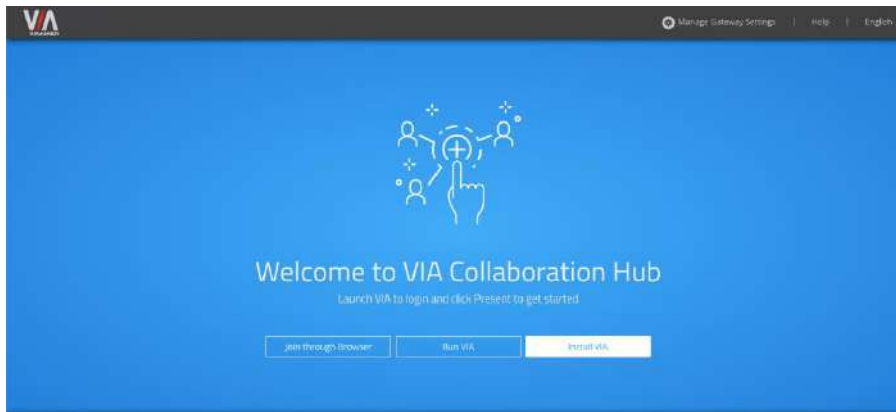 VIA
Manage Gateway Settings | Help | English
Welcome to VIA Collaboration Hub
Launch VIA to login and click Present to get started
Join through Browser
Run VIA
Install VIA